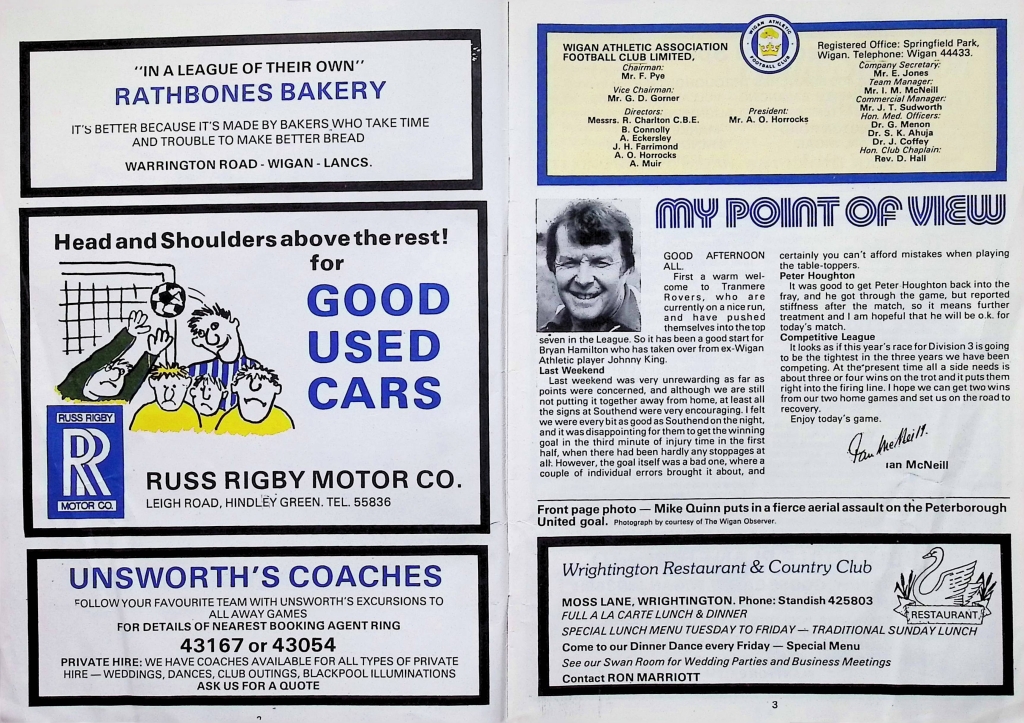 "IN A LEAGUE OF THEIR OWN"
RATHBONES BAKERY
IT'S BETTER BECAUSE IT'S MADE BY BAKERS WHO TAKE TIME
AND TROUBLE TO MAKE BETTER BREAD
WARRINGTON ROAD - WIGAN - LANCS.
Head and Shoulders above the rest!
for
GOOD
USED
CARS
RUSS RIGBY
RR
MOTOR CO.
RUSS RIGBY MOTOR CO.
LEIGH ROAD, HINDLEY GREEN. TEL. 55836
UNSWORTH'S COACHES
FOLLOW YOUR FAVOURITE TEAM WITH UNSWORTH'S EXCURSIONS TO
ALL AWAY GAMES
FOR DETAILS OF NEAREST BOOKING AGENT RING
43167 or 43054
PRIVATE HIRE: WE HAVE COACHES AVAILABLE FOR ALL TYPES OF PRIVATE
HIRE — WEDDINGS, DANCES, CLUB OUTINGS, BLACKPOOL ILLUMINATIONS
ASK US FOR A QUOTE
WIGAN ATHLETIC ASSOCIATION
FOOTBALL CLUB LIMITED,
Chairman:
Mr. F. Pye
Vice Chairman:
Mr. G. D. Gorner
Directors:
Messrs. R. Charlton C.B.E.
B. Connolly
A. Eckersley
J. H. Farrimond
A. O. Horrocks
A. Muir
WIGAN ATHLETIC
FOOTBALL CLUB
President:
Mr. A. O. Horrocks
Registered Office: Springfield Park,
Wigan. Telephone: Wigan 44433.
Company Secretary:
Mr. E. Jones
Team Manager:
Mr. I. M. McNeill
Commercial Manager:
Mr. J. T. Sudworth
Hon. Med. Officers:
Dr. G. Menon
Dr. S. K. Ahuja
Dr. J. Coffey
Hon. Club Chaplain:
Rev. D. Hall
MY POINT OF VIEW
GOOD AFTERNOON
ALL.
First a warm wel-
come to Tranmere
Rovers, who are
currently on a nice run,
and have pushed
themselves into the top
seven in the League. So it has been a good start for
Bryan Hamilton who has taken over from ex-Wigan
Athletic player Johnny King.
Last Weekend
Last weekend was very unrewarding as far as
points were concerned, and although we are still
not putting it together away from home, at least all
the signs at Southend were very encouraging. I felt
we were every bit as good as Southend on the night,
and it was disappointing for them to get the winning
goal in the third minute of injury time in the first
half, when there had been hardly any stoppages at
all. However, the goal itself was a bad one, where a
couple of individual errors brought it about, and
certainly you can't afford mistakes when playing
the table-toppers.
Peter Houghton
It was good to get Peter Houghton back into the
fray, and he got through the game, but reported
stiffness after the match, so it means further
treatment and I am hopeful that he will be o.k. for
today's match.
Competitive League
It looks as if this year's race for Division 3 is going
to be the tightest in the three years we have been
competing. At the present time all a side needs is
about three or four wins on the trot and it puts them
right into the firing line. I hope we can get two wins
from our two home games and set us on the road to
recovery.
Enjoy today's game.
Ian McNeill.
Ian McNeill
Front page photo — Mike Quinn puts in a fierce aerial assault on the Peterborough
United goal. Photograph by courtesy of The Wigan Observer.
Wrightington Restaurant & Country Club
MOSS LANE, WRIGHTINGTON. Phone: Standish 425803
FULL A LA CARTE LUNCH & DINNER
SPECIAL LUNCH MENU TUESDAY TO FRIDAY — TRADITIONAL SUNDAY LUNCH
Come to our Dinner Dance every Friday — Special Menu
See our Swan Room for Wedding Parties and Business Meetings
Contact RON MARRIOTT
RESTAURANT
3